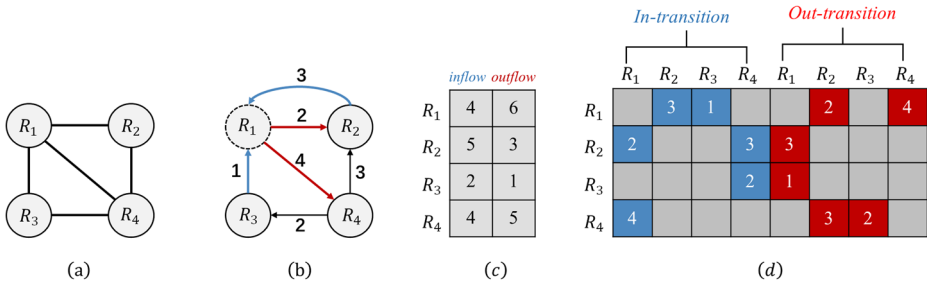 In-transition Out-transition
R1 R2 R3 R4 R1 R2 R3 R4
R1 R2
R3 R4
(a)
3
R1 2 R2
1 4 3
R3 2 R4
(b)
inflow outflow
R1 4 6
R2 5 3
R3 2 1
R4 4 5
(c)
R1 3 1 2 4
R2 2 3 3
R3 2 1
R4 4 3 2
(d)